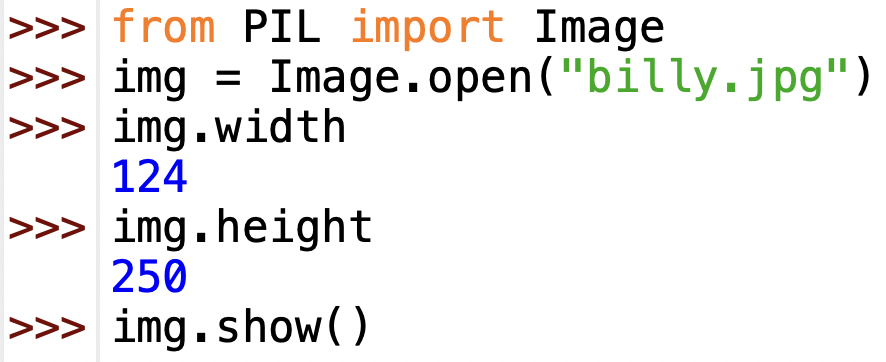 >>> from PIL import Image
>>> img = Image.open("billy.jpg")
>>> img.width
124
>>> img.height
250
>>> img.show()